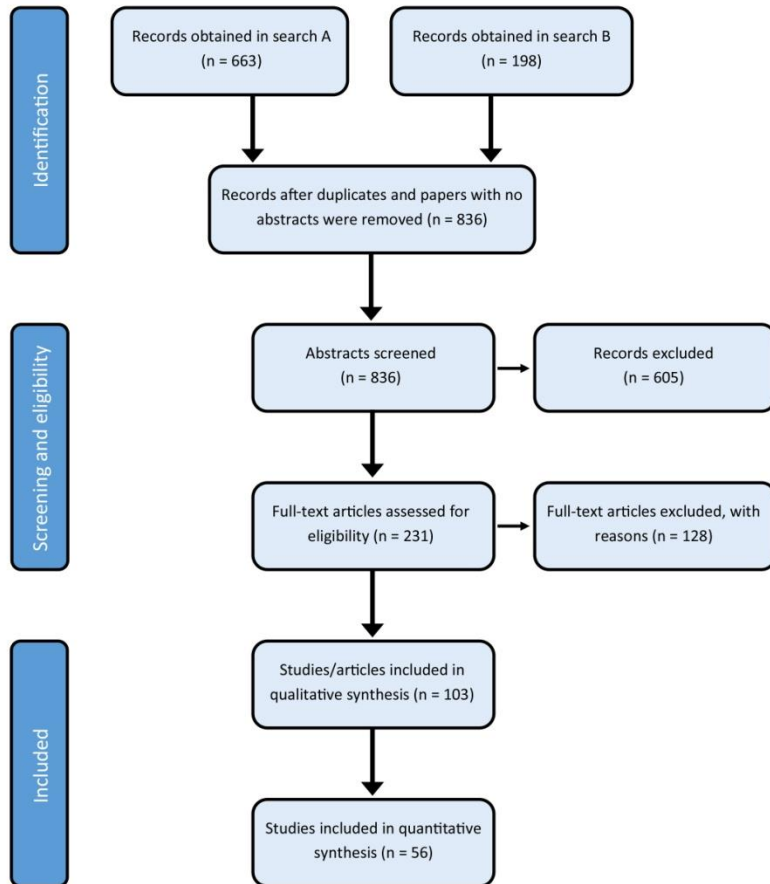 Identification
Records obtained in search A
(n = 663)
Records obtained in search B
(n = 198)
Records after duplicates and papers with no
abstracts were removed (n = 836)
Screening and eligibility
Abstracts screened
(n = 836)
Records excluded
(n = 605)
Full-text articles assessed for
eligibility (n = 231)
Full-text articles excluded, with
reasons (n = 128)
Included
Studies/articles included in
qualitative synthesis (n = 103)
Studies included in quantitative
synthesis (n = 56)